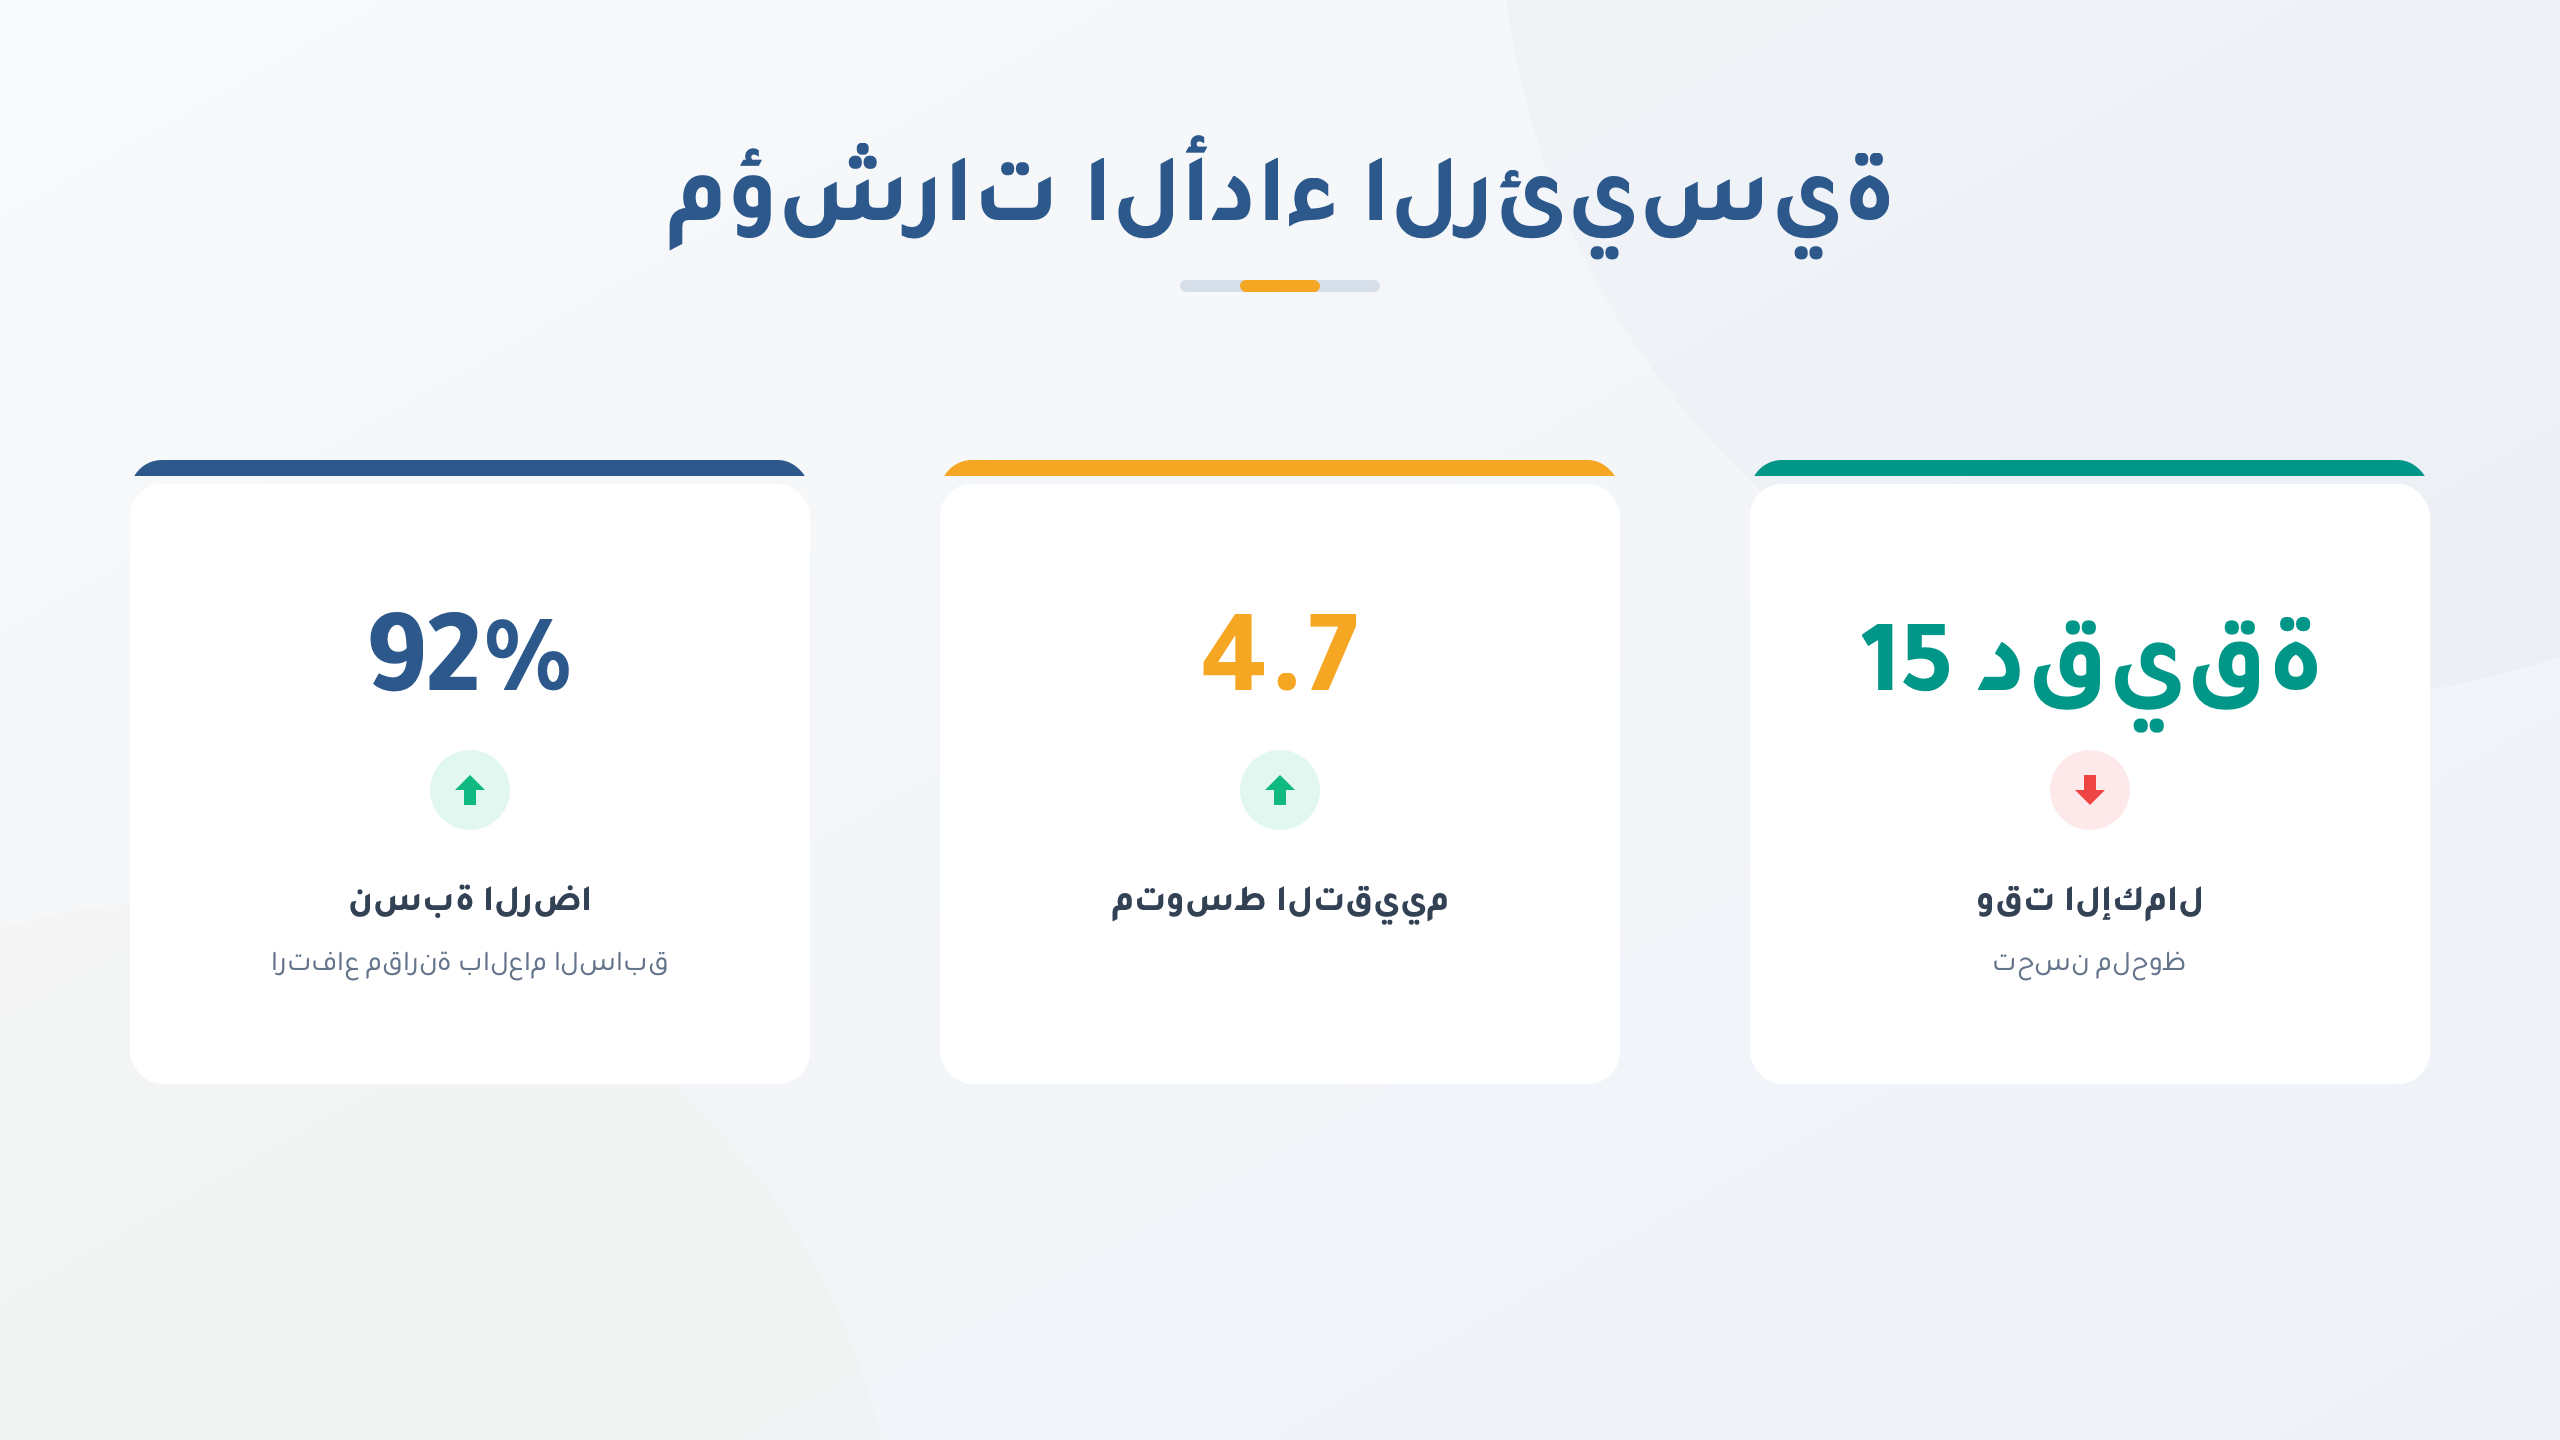 مؤشرات الأداء الرئيسية
92%
نسبة الرضا
ارتفاع مقارنة بالعام السابق
4.7
متوسط التقييم
15 دقيقة
وقت الإكمال
تحسن ملحوظ